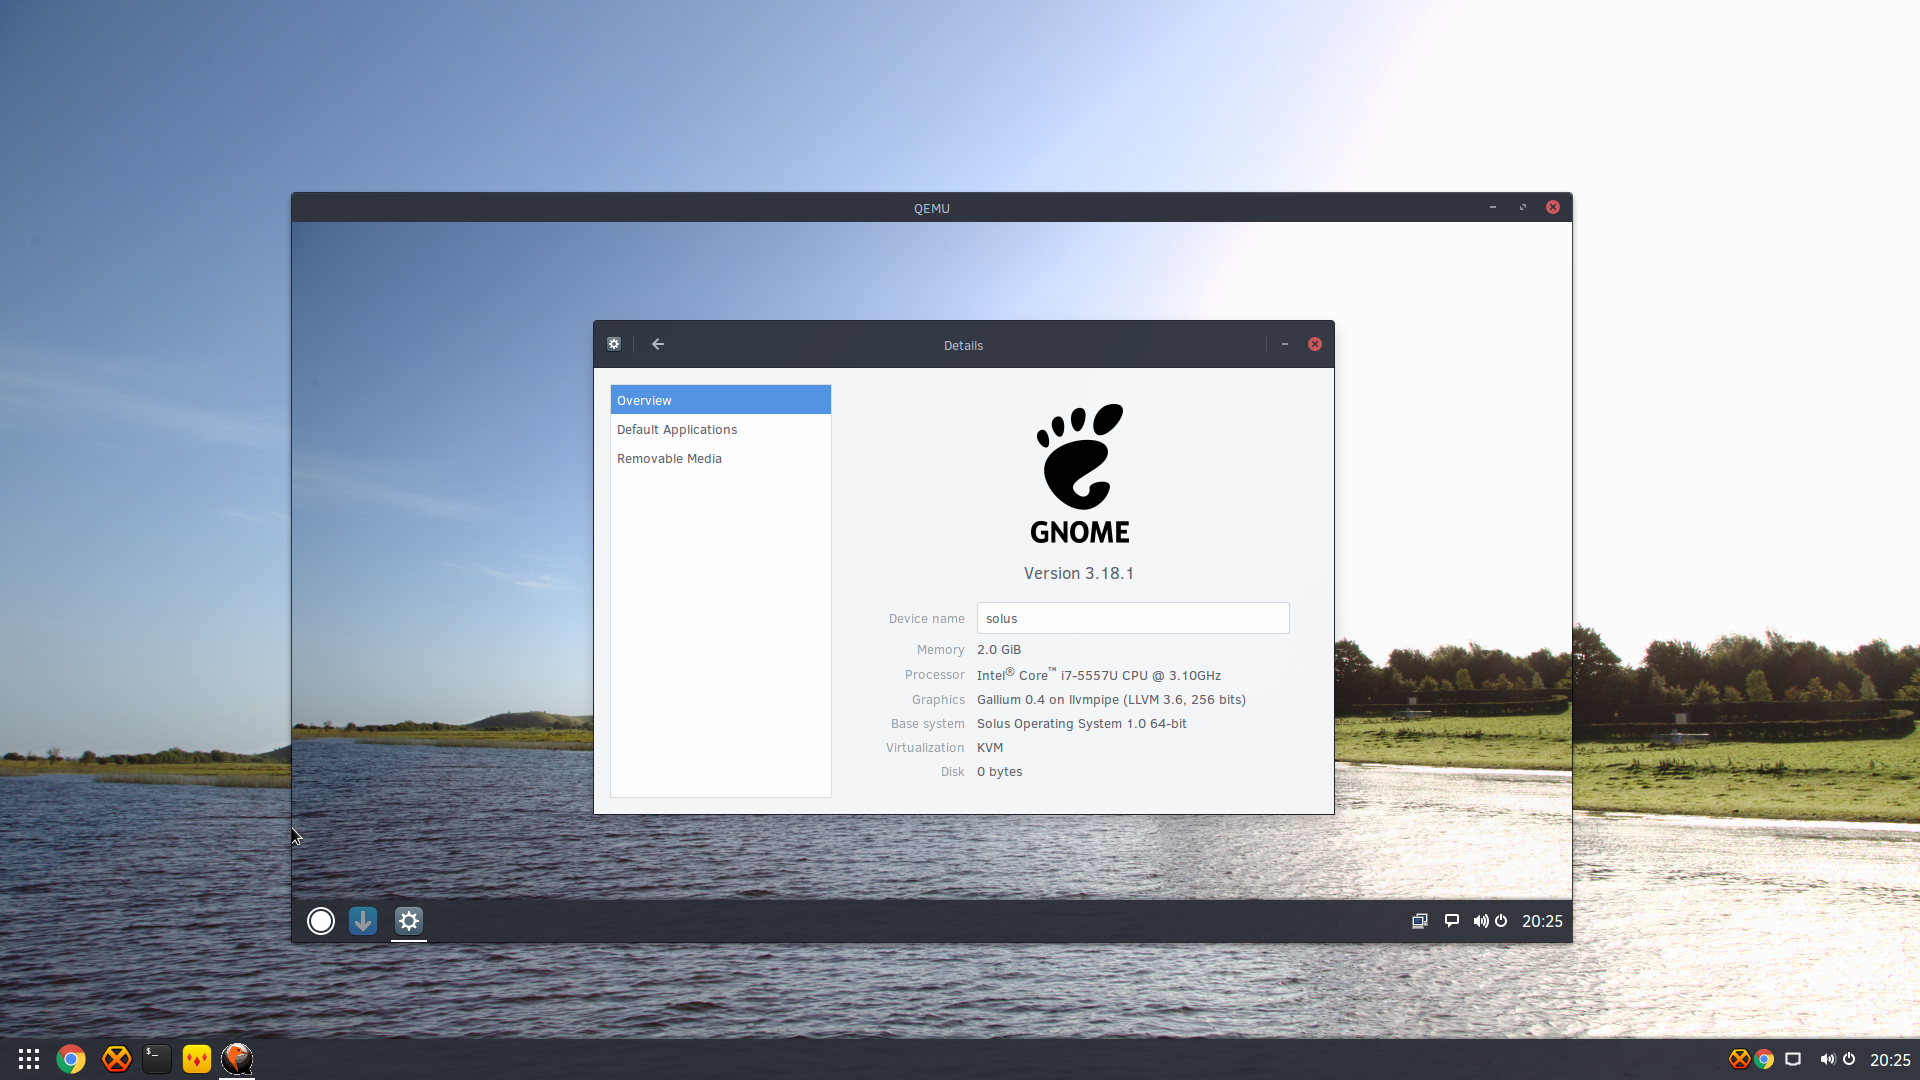 QEMU
Details
Overview
Default Applications
Removable Media
GNOME
Version 3.18.1
Device name solus
Memory 2.0 GiB
Processor Intel® Core™ i7-5557U CPU @ 3.10GHz
Graphics Gallium 0.4 on llvmpipe (LLVM 3.6, 256 bits)
Base system Solus Operating System 1.0 64-bit
Virtualization KVM
Disk 0 bytes
20:25
$_
20:25